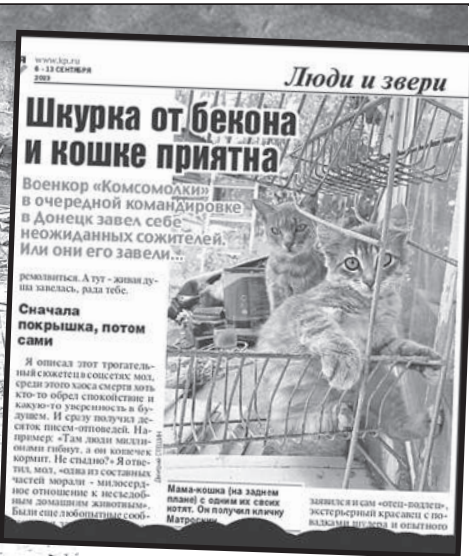 www.kp.ru
6 - 13 СЕНТЯБРЯ
2023
Люди и звери
Шкурка от бекона
и кошке приятна
Военкор «Комсомолки»
в очередной командировке
в Донецк завел себе
неожиданных сожителей.
Или они его завели...
ремолвиться. А тут - живая ду-
ша завелась, рада тебе.
Сначала
покрышка, потом
сами
Я описал этот трогатель-
ный сюжетец в соцсетях, мол,
среди этого хаоса смерти хоть
кто-то обрел спокойствие и
какую-то уверенность в бу-
дущем. И сразу получил де-
сяток писем-отповедей. На-
пример: «Там люди милли-
онами гибнут, а он кошечек
кормит. Не стыдно?» Я отве-
тил, мол, «одна из составных
частей морали - милосерд-
ное отношение к несъедоб-
ным домашним животным».
Были еще любопытные сооб-
Мама-кошка (на заднем
плане) с одним их своих
котят. Он получил кличку
Матроскин.
заявился и сам «отец-подлец»,
экстерьерный красавец с по-
вадками шулера и опытного